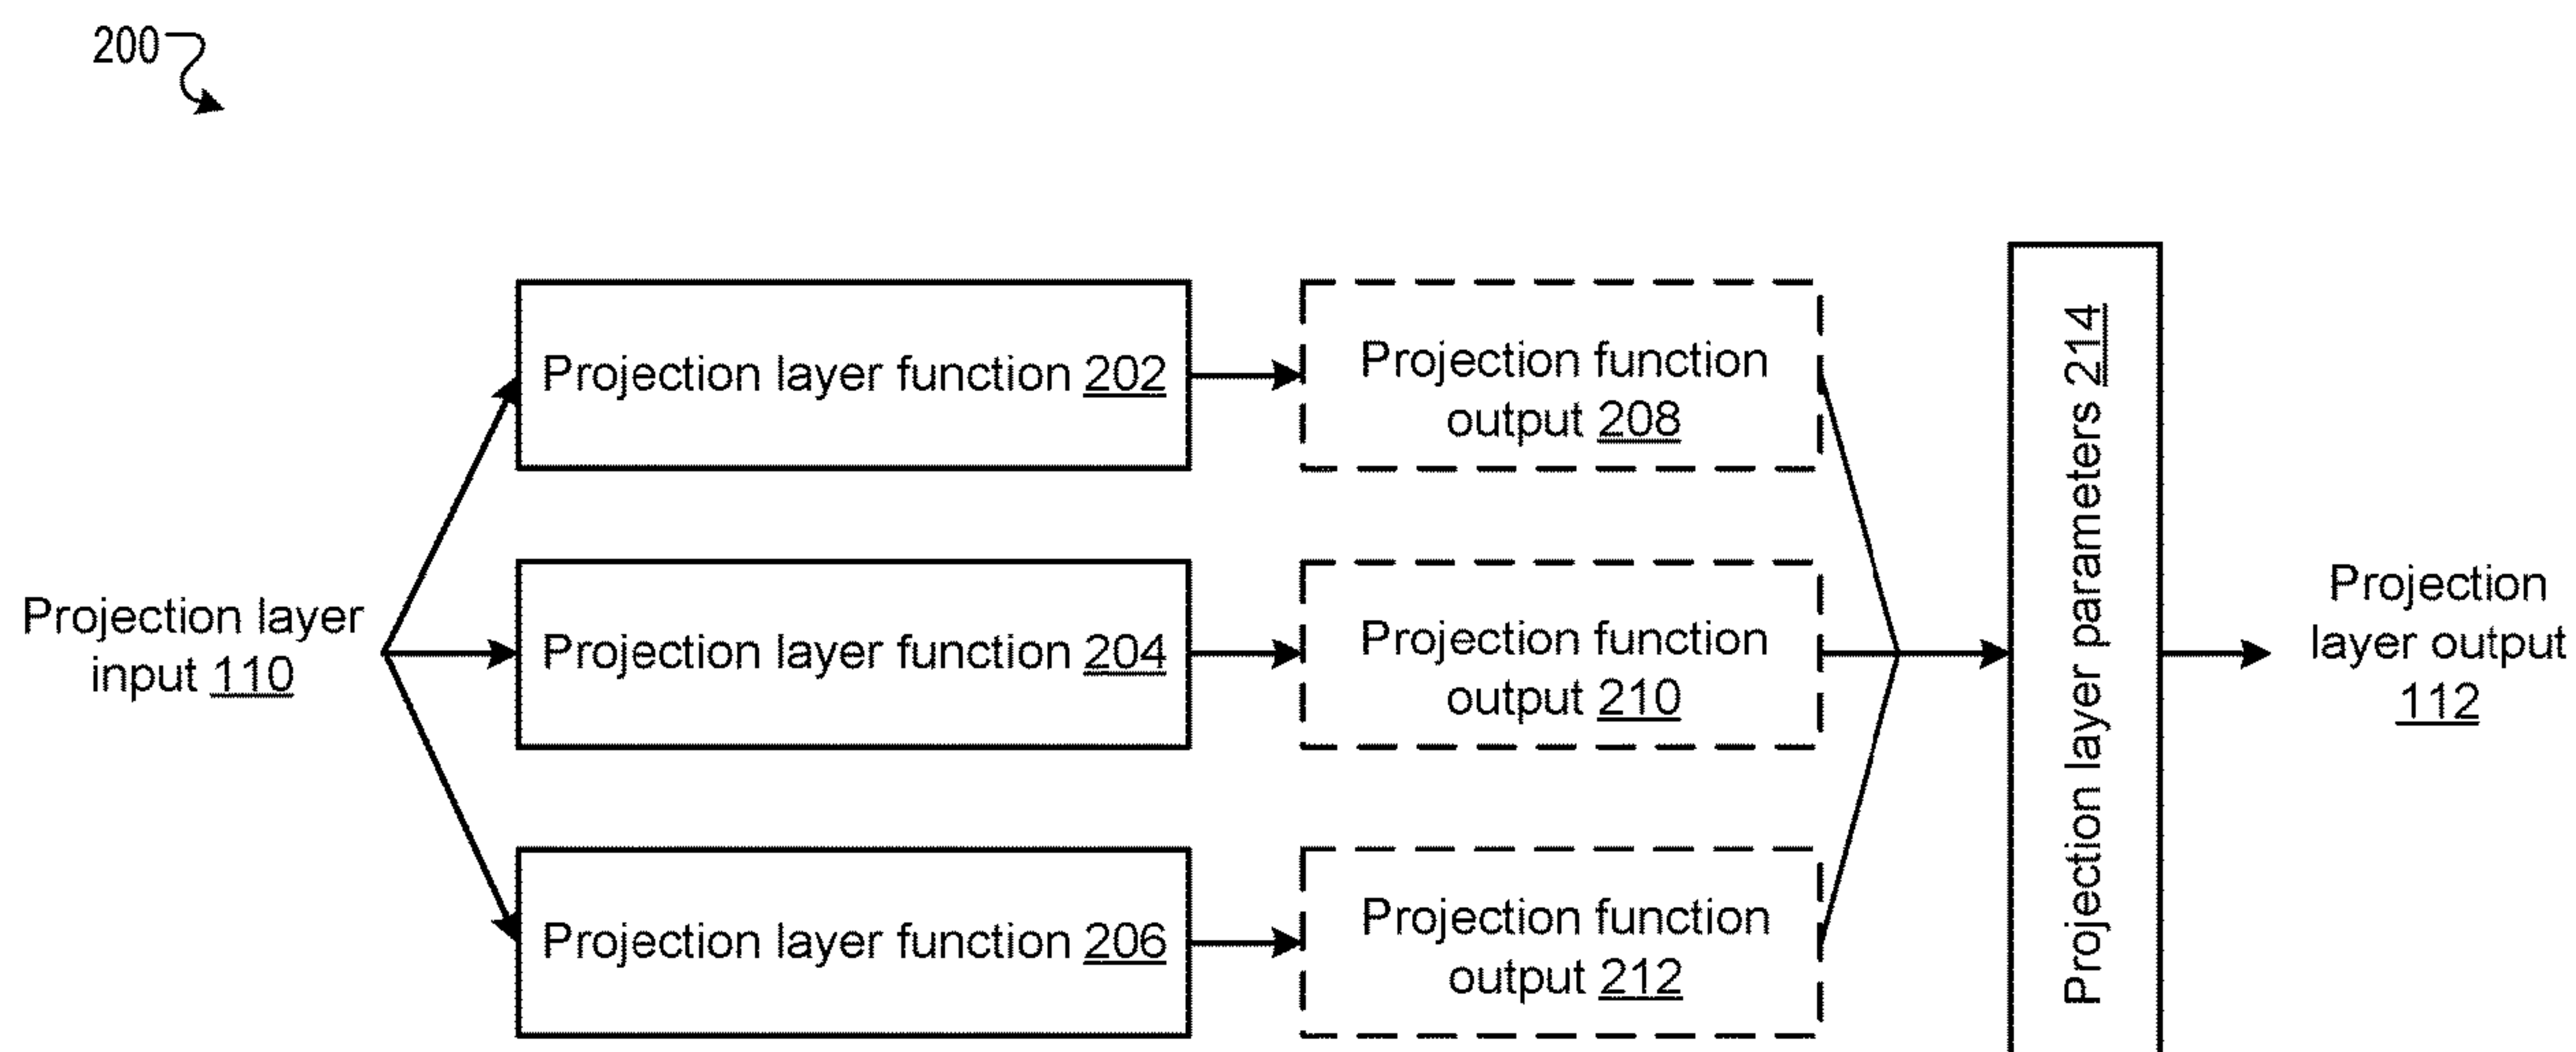 200
Projection layer
input 110
Projection layer function 202
Projection function
output 208
Projection layer function 204
Projection function
output 210
Projection layer function 206
Projection function
output 212
Projection layer parameters 214
Projection
layer output
112